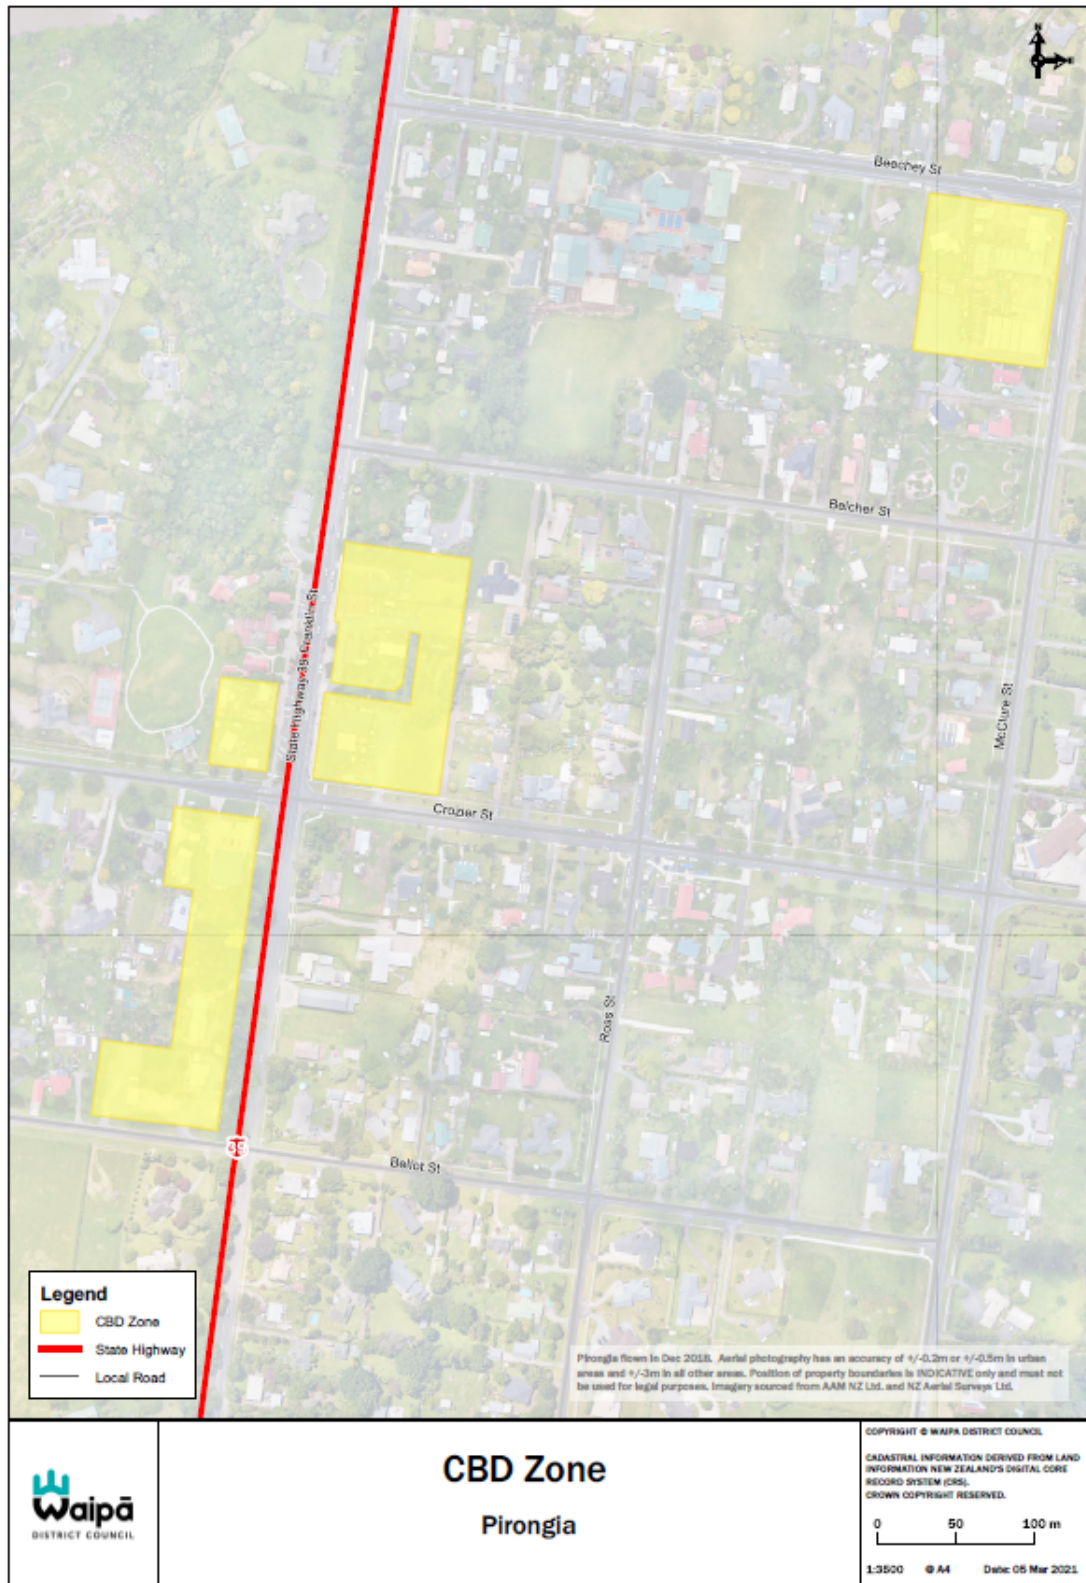 N
E
Beechey St
Belcher St
State Highway 39 Franklin St
McClure St
Crozier St
Ross St
39
Bellot St
Legend
CBD Zone
State Highway
Local Road
Pirongia flown in Dec 2018. Aerial photography has an accuracy of +/-0.2m or +/-0.5m in urban
areas and +/-3m in all other areas. Position of property boundaries is INDICATIVE only and must not
be used for legal purposes. Imagery sourced from AAM NZ Ltd. and NZ Aerial Surveys Ltd.
Waipā
DISTRICT COUNCIL
CBD Zone
Pirongia
COPYRIGHT © WAIPA DISTRICT COUNCIL
CADASTRAL INFORMATION DERIVED FROM LAND
INFORMATION NEW ZEALAND'S DIGITAL CORE
RECORD SYSTEM (CRS).
CROWN COPYRIGHT RESERVED.
0 50 100 m
1:3500 @ A4 Date: 05 Mar 2021